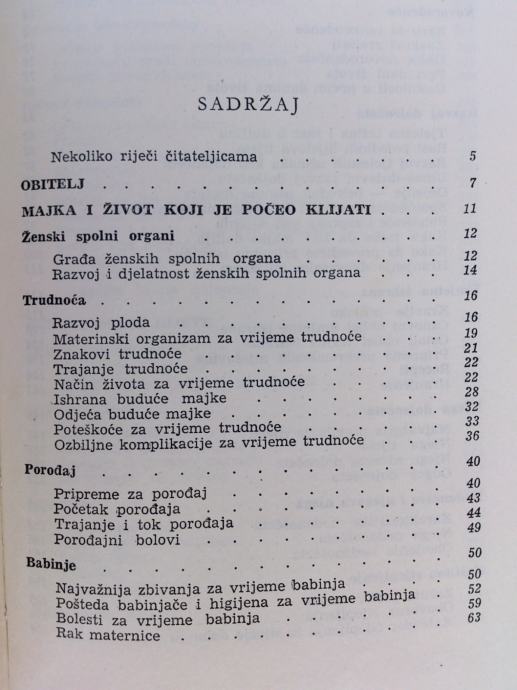 SADRŽAJ
Nekoliko riječi čitateljicama . . . . . . . 5
OBITELJ . . . . . . . . . . . . . 7
MAJKA I ŽIVOT KOJI JE POČEO KLIJATI . . . 11
Ženski spolni organi . . . . . . . . . 12
Građa ženskih spolnih organa . . . . . . 12
Razvoj i djelatnost ženskih spolnih organa . . . 14
Trudnoća . . . . . . . . . . . . . 16
Razvoj ploda . . . . . . . . . . . 16
Materinski organizam za vrijeme trudnoće . . . 19
Znakovi trudnoće . . . . . . . . . . 21
Trajanje trudnoće . . . . . . . . . . 22
Način života za vrijeme trudnoće . . . . . 22
Ishrana buduće majke . . . . . . . . . 28
Odjeća buduće majke . . . . . . . . . 32
Poteškoće za vrijeme trudnoće . . . . . . 33
Ozbiljne komplikacije za vrijeme trudnoće . . . 36
Porođaj . . . . . . . . . . . . . 40
Pripreme za porođaj . . . . . . . . . 40
Početak porođaja . . . . . . . . . . 43
Trajanje i tok porođaja . . . . . . . . 44
Porođajni bolovi . . . . . . . . . . 49
Babinje . . . . . . . . . . . . . 50
Najvažnija zbivanja za vrijeme babinja . . . . 50
Pošteda babinjače i higijena za vrijeme babinja . 52
Bolesti za vrijeme babinja . . . . . . . 59
Rak maternice . . . . . . . . . . . 63